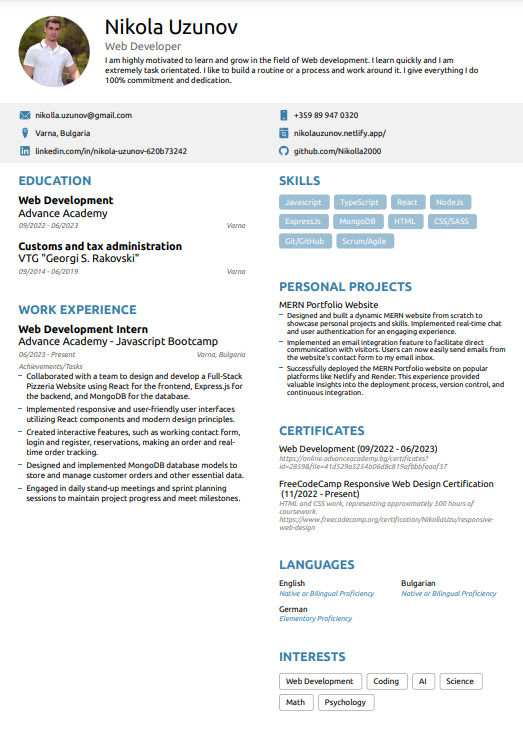 Nikola Uzunov
Web Developer
I am highly motivated to learn and grow in the field of Web development. I learn quickly and I am
extremely task orientated. I like to build a routine or a process and work around it. I give everything I do
100% commitment and dedication.
nikolla.uzunov@gmail.com
+359 89 947 0320
Varna, Bulgaria
nikolauzunov.netlify.app/
linkedin.com/in/nikola-uzunov-620b73242
github.com/Nikolla2000
EDUCATION
Web Development
Advance Academy
09/2022 - 06/2023
Varna
Customs and tax administration
VTG "Georgi S. Rakovski"
09/2014 - 06/2019
Varna
WORK EXPERIENCE
Web Development Intern
Advance Academy - Javascript Bootcamp
06/2023 - Present
Varna, Bulgaria
Achievements/Tasks
Collaborated with a team to design and develop a Full-Stack
Pizzeria Website using React for the frontend, Express.js for
the backend, and MongoDB for the database.
Implemented responsive and user-friendly user interfaces
utilizing React components and modern design principles.
Created interactive features, such as working contact form,
login and register, reservations, making an order and real-
time order tracking.
Designed and implemented MongoDB database models to
store and manage customer orders and other essential data.
Engaged in daily stand-up meetings and sprint planning
sessions to maintain project progress and meet milestones.
SKILLS
Javascript
TypeScript
React
NodeJs
ExpressJs
MongoDB
HTML
CSS/SASS
Git/GitHub
Scrum/Agile
PERSONAL PROJECTS
MERN Portfolio Website
Designed and built a dynamic MERN website from scratch to
showcase personal projects and skills. Implemented real-time chat
and user authentication for an engaging experience.
Implemented an email integration feature to facilitate direct
communication with visitors. Users can now easily send emails from
the website's contact form to my email inbox.
Successfully deployed the MERN Portfolio website on popular
platforms like Netlify and Render. This experience provided
valuable insights into the deployment process, version control, and
continuous integration.
CERTIFICATES
Web Development (09/2022 - 06/2023)
https://online.advanceacademy.bg/certificates?
FreeCodeCamp Responsive Web Design Certification
(11/2022 - Present)
HTML and CSS work, representing approximately 300 hours of
coursework.
https://www.freecodecamp.org/certification/NikollaUzu/responsive-
web-design
LANGUAGES
English
Native or Bilingual Proficiency
Bulgarian
Native or Bilingual Proficiency
German
Elementary Proficiency
INTERESTS
Web Development
Coding
AI
Science
Math
Psychology